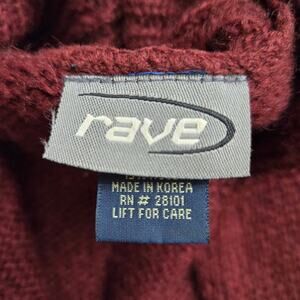 rave
MADE IN KOREA
RN # 28101
LIFT FOR CARE